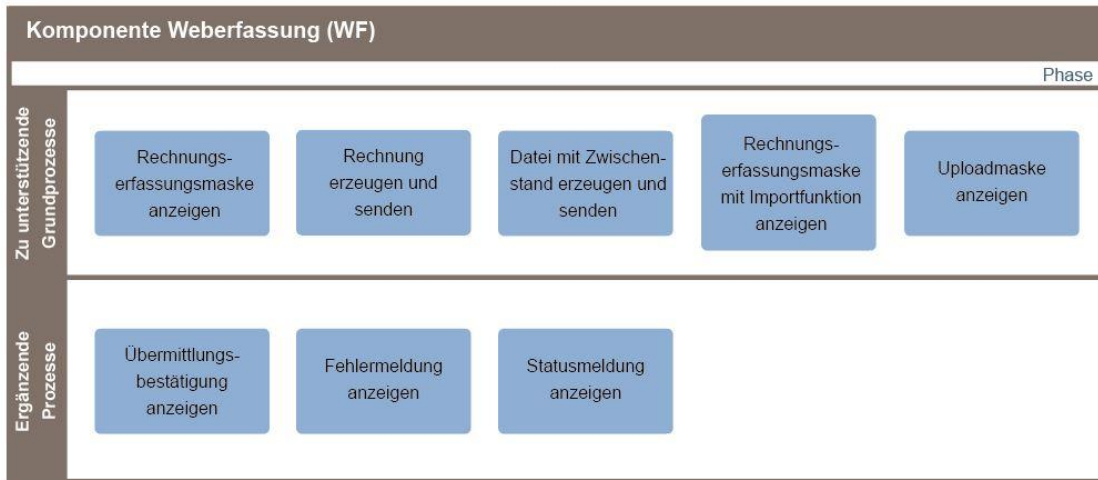 Komponente Weberfassung (WF)
Phase
Zu unterstützende
Grundprozesse
Rechnungs-
erfassungsmaske
anzeigen
Rechnung
erzeugen und
senden
Datei mit Zwischen-
stand erzeugen und
senden
Rechnungs-
erfassungsmaske
mit Importfunktion
anzeigen
Uploadmaske
anzeigen
Ergänzende
Prozesse
Übermittlungs-
bestätigung
anzeigen
Fehlermeldung
anzeigen
Statusmeldung
anzeigen